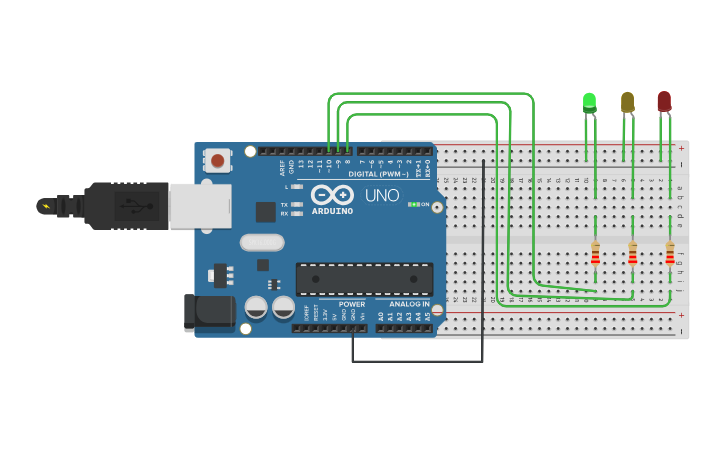 AREF
GND
13
12
~11
~10
~9
8
7
~6
~5
4
~3
2
TX→1
RX←0
DIGITAL (PWM ~)
L
TX
RX
UNO
ARDUINO
ON
POWER
ANALOG IN
IOREF
RESET
3.3V
5V
GND
GND
Vin
A0
A1
A2
A3
A4
A5
+
−
a b c d e
f g h i j
+
−